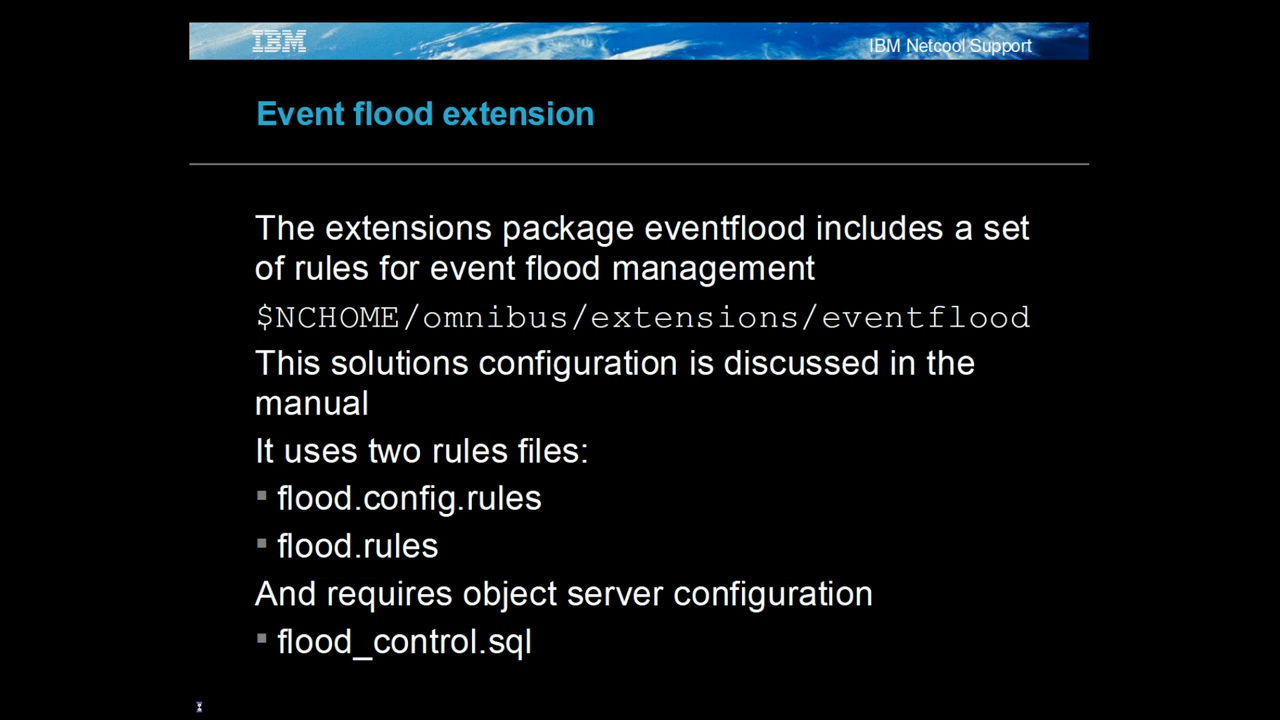 IBM
IBM Netcool Support
Event flood extension
The extensions package eventflood includes a set
of rules for event flood management
$NCHOME/omnibus/extensions/eventflood
This solutions configuration is discussed in the
manual
It uses two rules files:
▪ flood.config.rules
▪ flood.rules
And requires object server configuration
▪ flood_control.sql